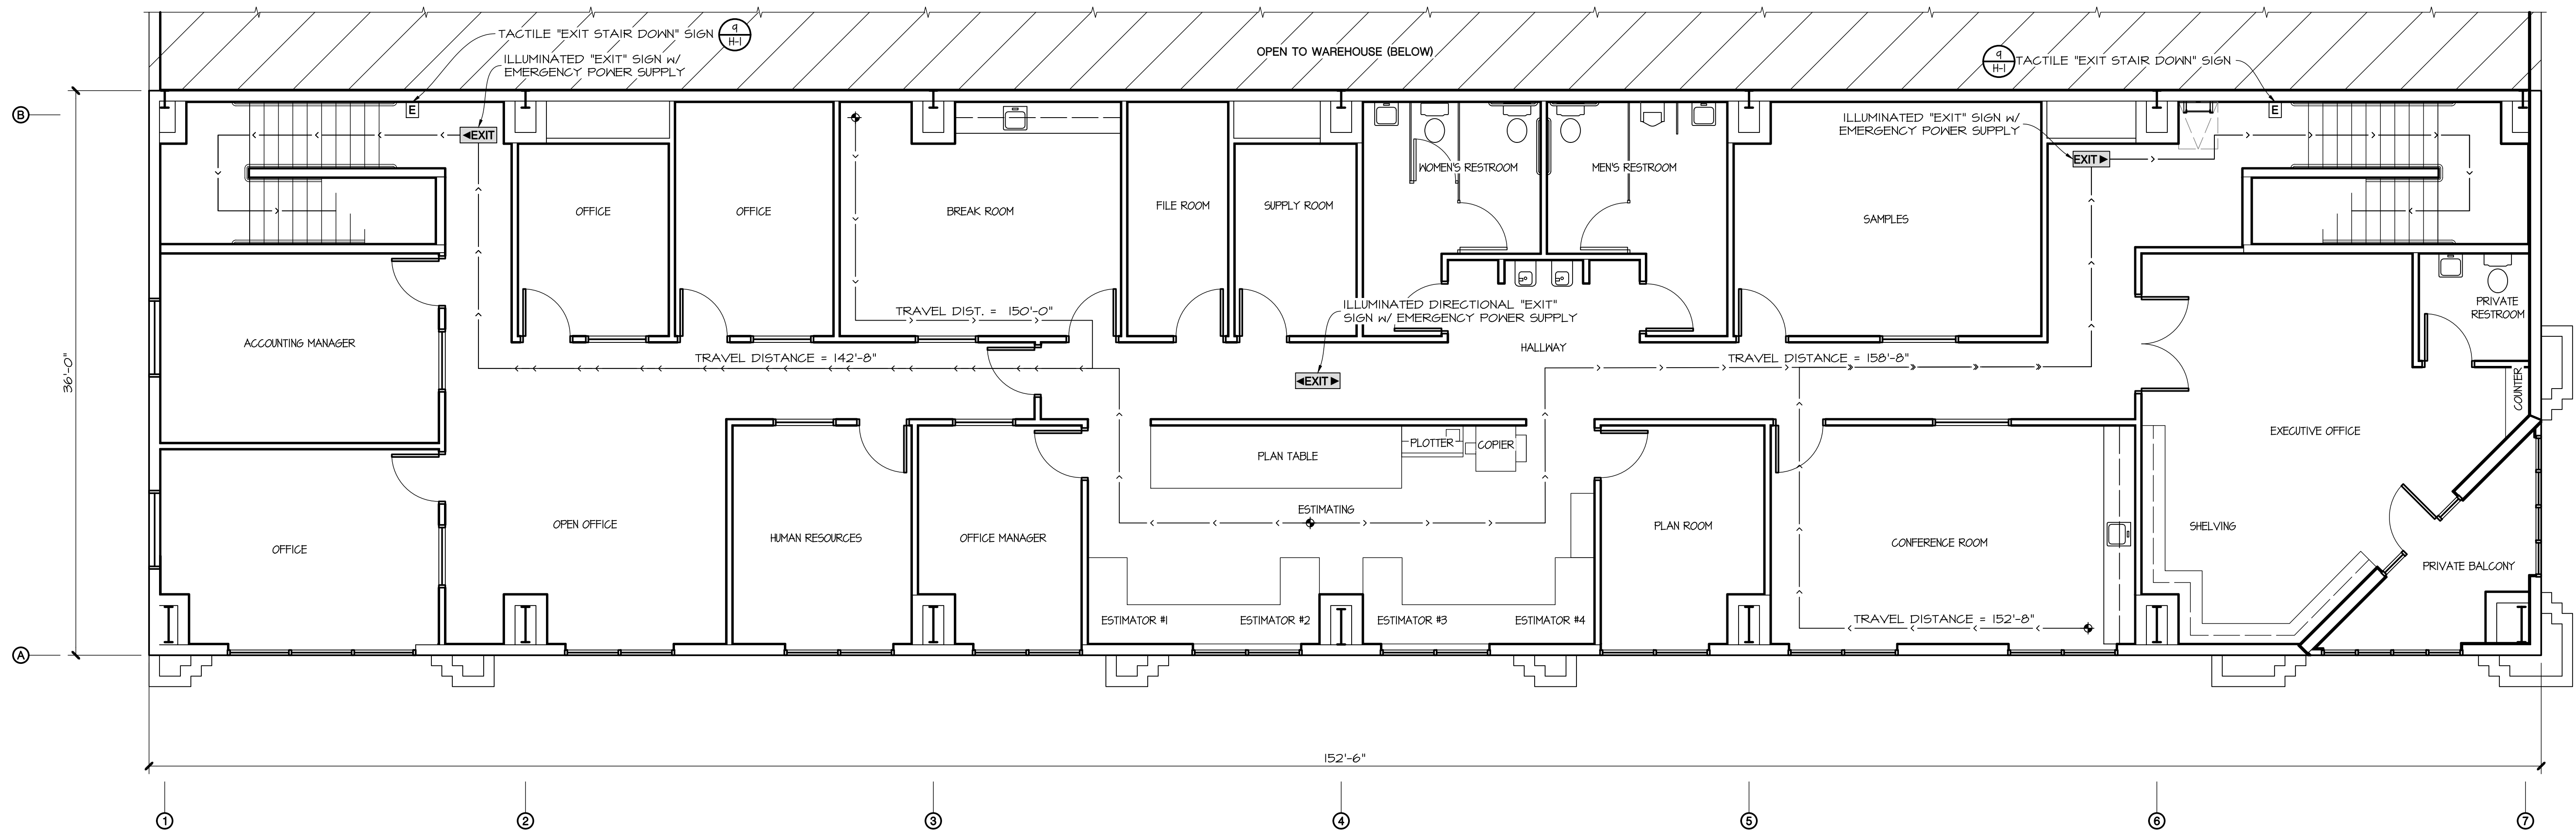 TACTILE "EXIT STAIR DOWN" SIGN
9
H-1
ILLUMINATED "EXIT" SIGN W/
EMERGENCY POWER SUPPLY
OPEN TO WAREHOUSE (BELOW)
9
H-1
TACTILE "EXIT STAIR DOWN" SIGN
ILLUMINATED "EXIT" SIGN W/
EMERGENCY POWER SUPPLY
B
E
EXIT
E
EXIT
OFFICE
OFFICE
BREAK ROOM
FILE ROOM
SUPPLY ROOM
WOMEN'S RESTROOM
MEN'S RESTROOM
SAMPLES
TRAVEL DIST. = 150'-0"
ILLUMINATED DIRECTIONAL "EXIT"
SIGN W/ EMERGENCY POWER SUPPLY
PRIVATE
RESTROOM
ACCOUNTING MANAGER
TRAVEL DISTANCE = 142'-8"
HALLWAY
TRAVEL DISTANCE = 158'-8"
EXIT
36'-0"
COUNTER
PLAN TABLE
PLOTTER
COPIER
EXECUTIVE OFFICE
ESTIMATING
OFFICE
OPEN OFFICE
HUMAN RESOURCES
OFFICE MANAGER
PLAN ROOM
CONFERENCE ROOM
SHELVING
PRIVATE BALCONY
ESTIMATOR #1
ESTIMATOR #2
ESTIMATOR #3
ESTIMATOR #4
TRAVEL DISTANCE = 152'-8"
A
152'-6"
1
2
3
4
5
6
7